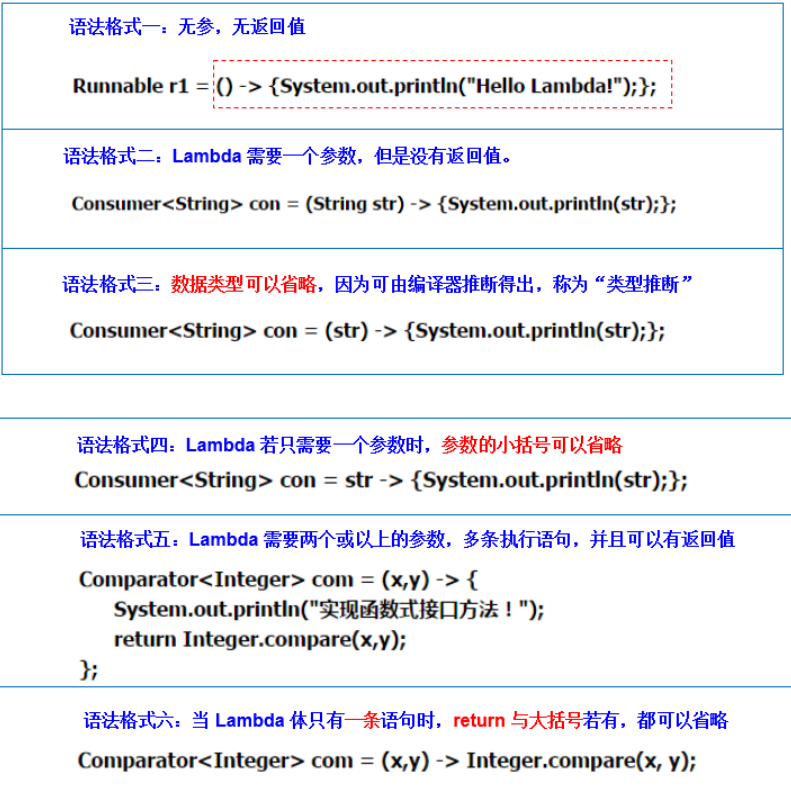 语法格式一：无参，无返回值
Runnable r1 = () -> {System.out.println("Hello Lambda!");};
语法格式二：Lambda 需要一个参数，但是没有返回值。
Consumer<String> con = (String str) -> {System.out.println(str);};
语法格式三：数据类型可以省略，因为可由编译器推断得出，称为“类型推断”
Consumer<String> con = (str) -> {System.out.println(str);};
语法格式四：Lambda 若只需要一个参数时，参数的小括号可以省略
Consumer<String> con = str -> {System.out.println(str);};
语法格式五：Lambda 需要两个或以上的参数，多条执行语句，并且可以有返回值
Comparator<Integer> com = (x,y) -> {
System.out.println("实现函数式接口方法！");
return Integer.compare(x,y);
};
语法格式六：当 Lambda 体只有一条语句时，return 与大括号若有，都可以省略
Comparator<Integer> com = (x,y) -> Integer.compare(x, y);